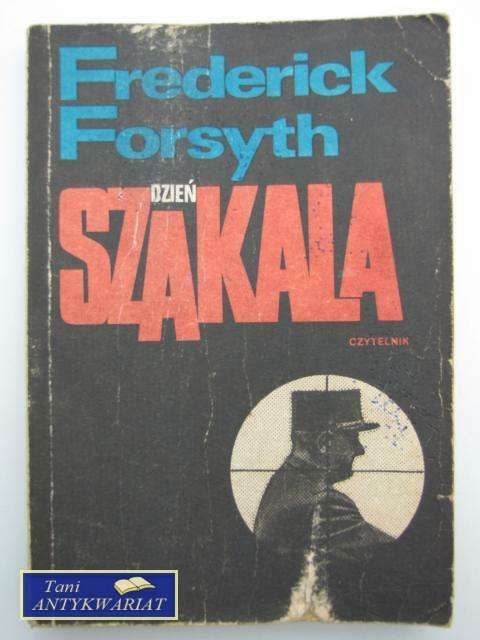 Frederick
Forsyth
DZIEŃ
SZAKALA
CZYTELNIK
Tani
ANTYKWARIAT